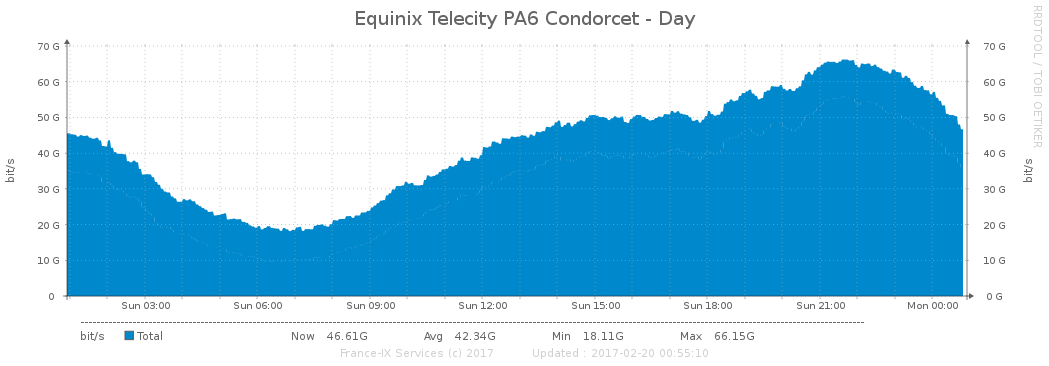 Equinix Telecity PA6 Condorcet - Day
RRDTOOL / TOBI OETIKER
70 G 70 G
60 G 60 G
50 G 50 G
40 G 40 G
30 G 30 G
20 G 20 G
10 G 10 G
0 0 G
bit/s bit/s
Sun 03:00 Sun 06:00 Sun 09:00 Sun 12:00 Sun 15:00 Sun 18:00 Sun 21:00 Mon 00:00
bit/s Total Now 46.61G Avg 42.34G Min 18.11G Max 66.15G
France-IX Services (c) 2017 Updated : 2017-02-20 00:55:10